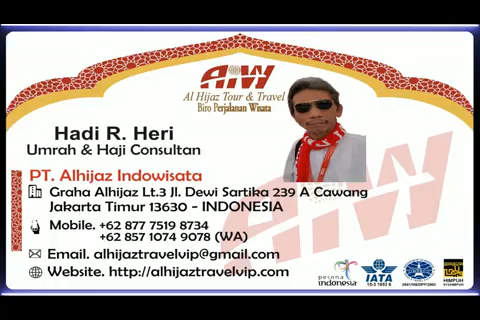 AIW
Al Hijaz Tour & Travel
Biro Perjalanan Wisata
Hadi R. Heri
Umrah & Haji Consultan
PT. Alhijaz Indowisata
Graha Alhijaz Lt.3 Jl. Dewi Sartika 239 A Cawang
Jakarta Timur 13630 - INDONESIA
Mobile. +62 877 7519 8734
+62 857 1074 9078 (WA)
Email. alhijaztravelvip@gmail.com
Website. http://alhijaztravelvip.com
pesona
indonesia
IATA
HIMPUH